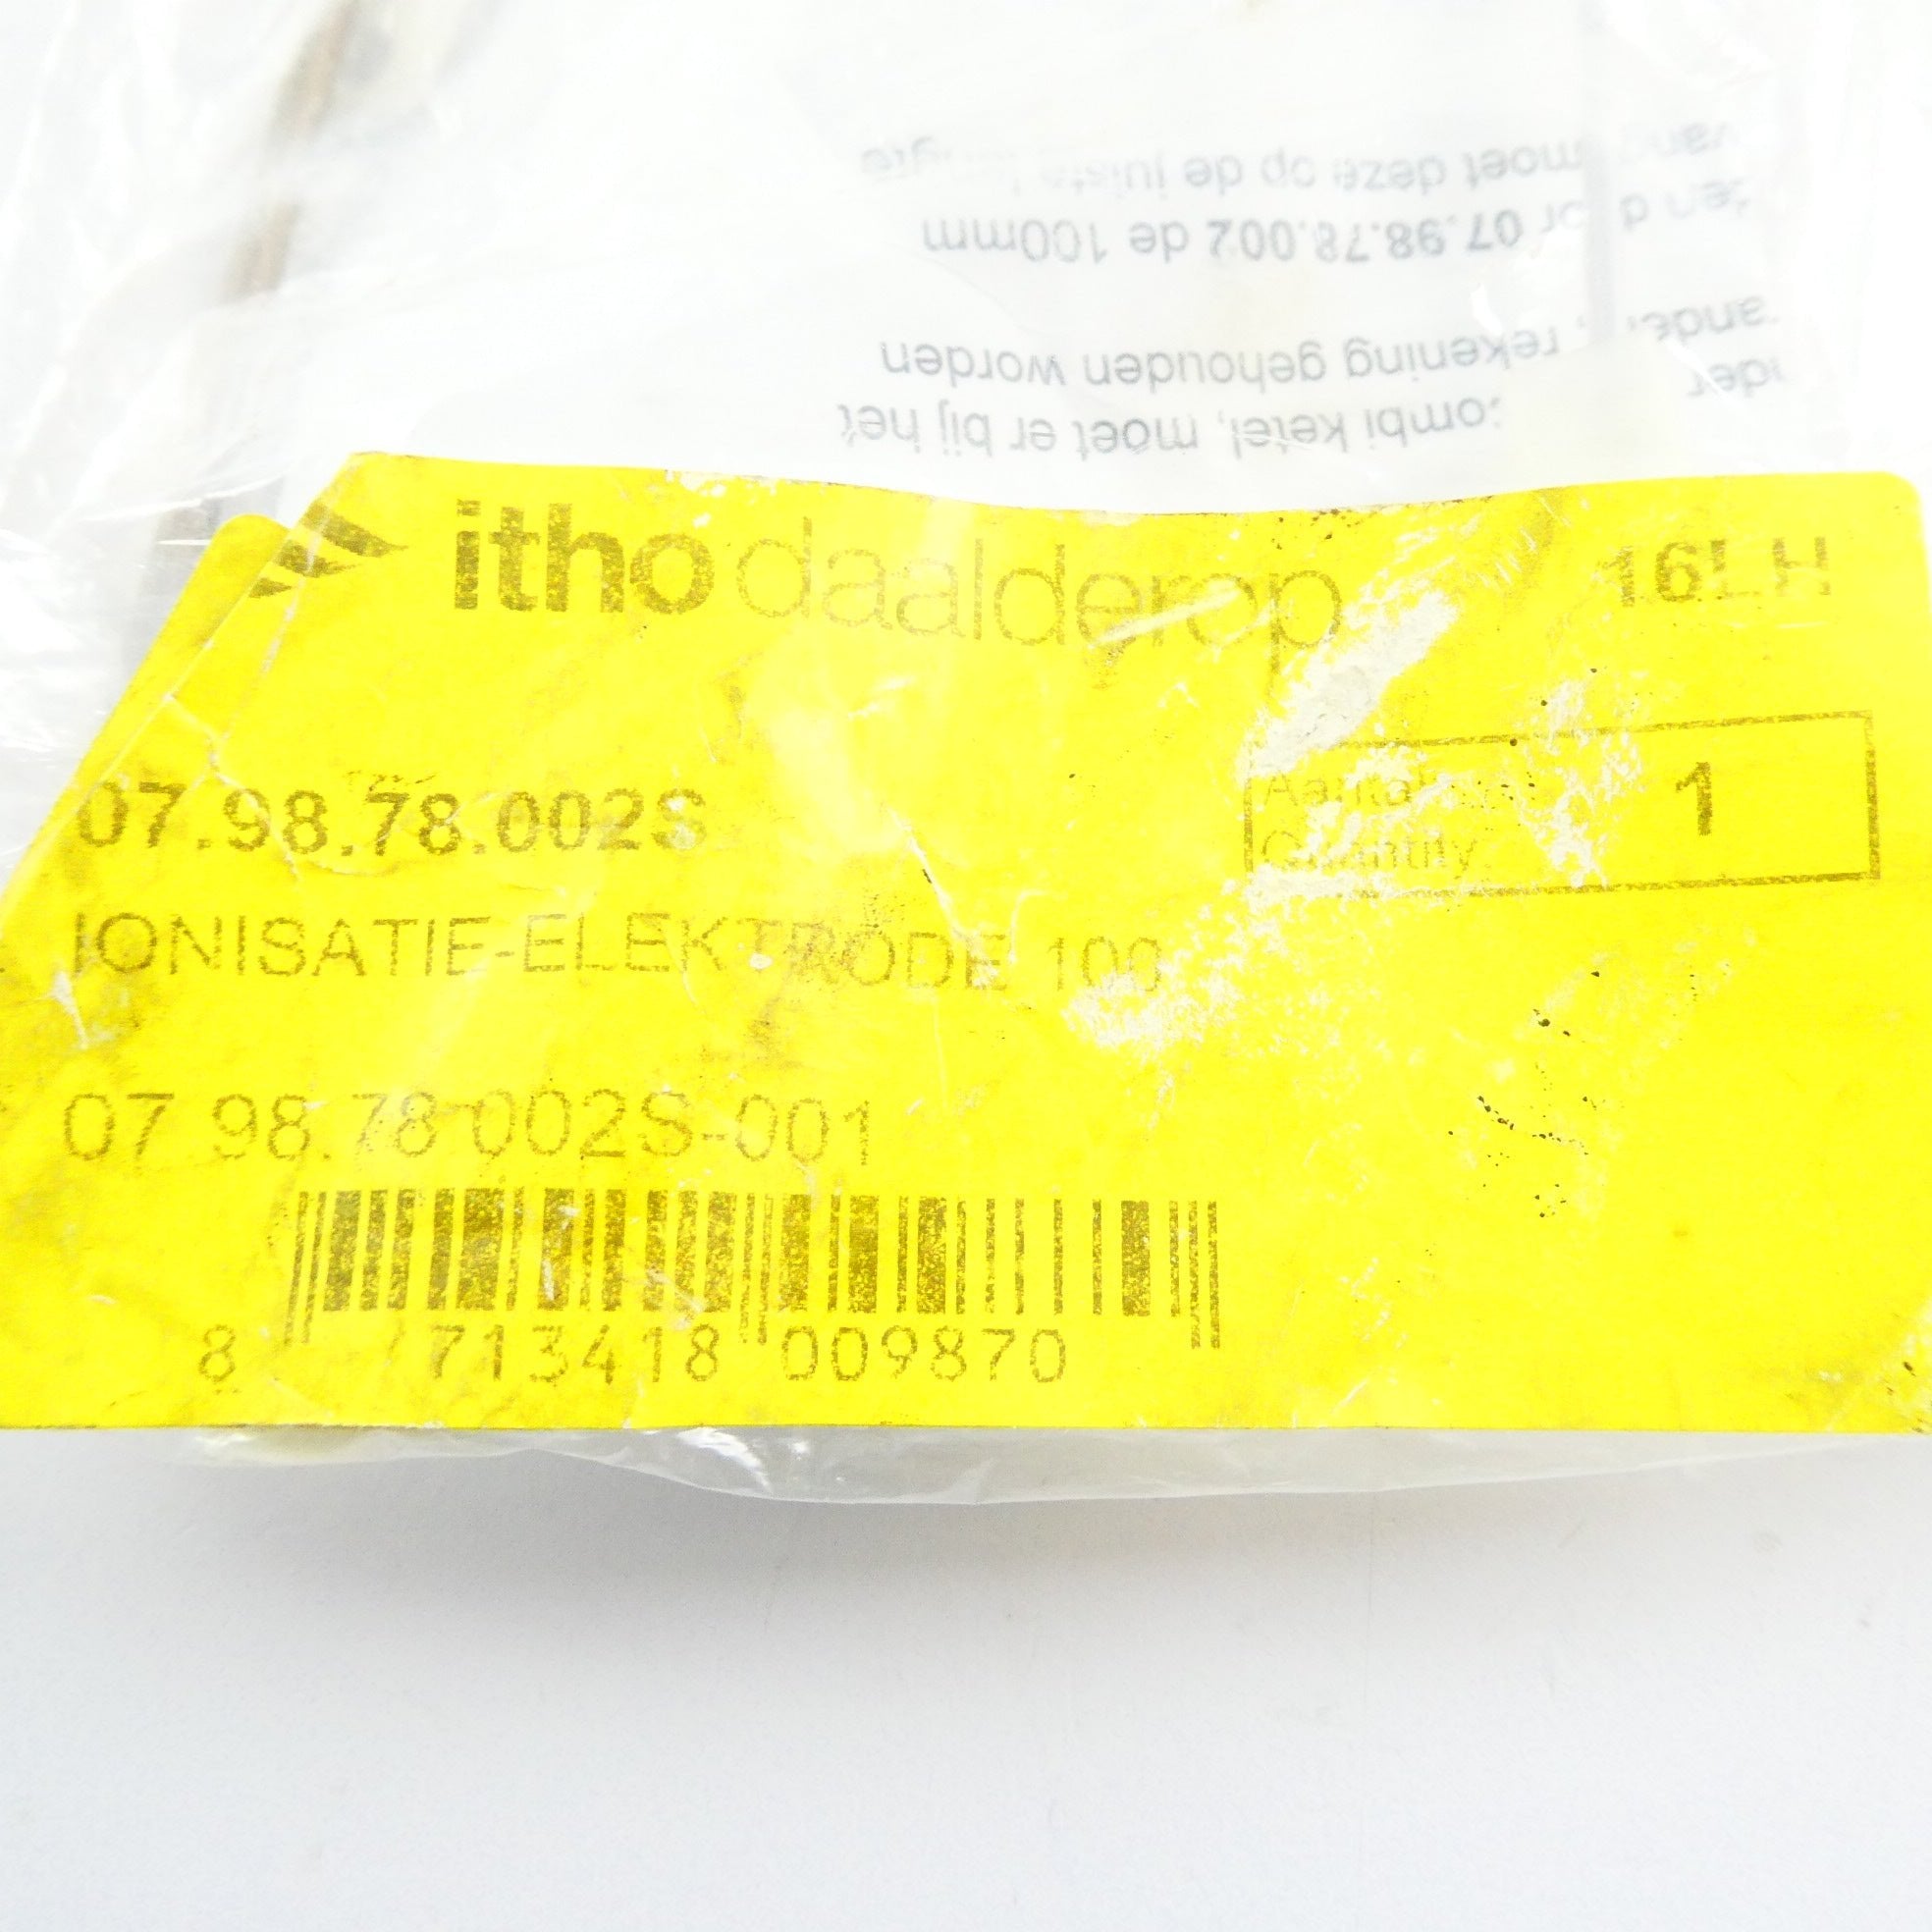 itho daalderop
16LH
07.98.78.002S
Aantal
Quantity
1
IONISATIE-ELEKTRODE 100
07.98.78.002S-001
8 713418 009870
combi ketel, moet er bij het
rekening gehouden worden
07.98.78.002 de 100mm
moet deze op de juiste lengte